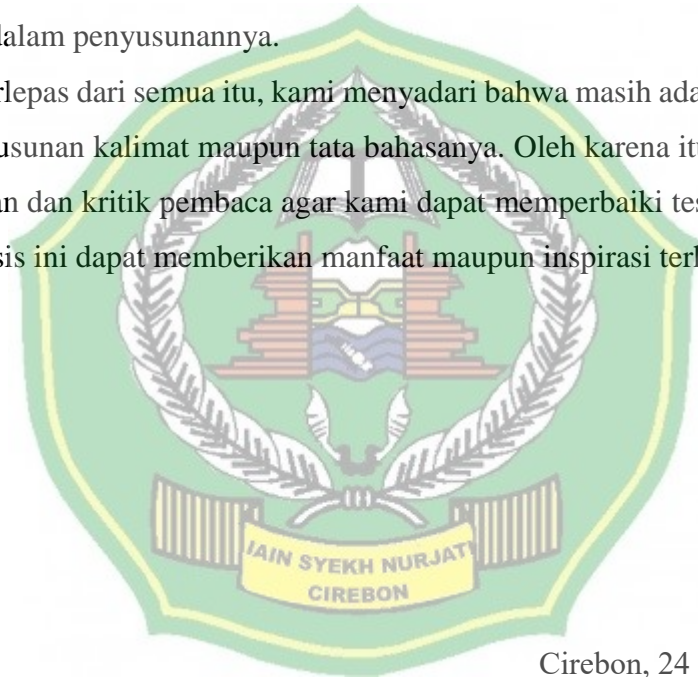 dalam penyusunannya.
rlepas dari semua itu, kami menyadari bahwa masih ada
usunan kalimat maupun tata bahasanya. Oleh karena itu
an dan kritik pembaca agar kami dapat memperbaiki tes
sis ini dapat memberikan manfaat maupun inspirasi terh
IAIN SYEKH NURJATI
CIREBON
Cirebon, 24